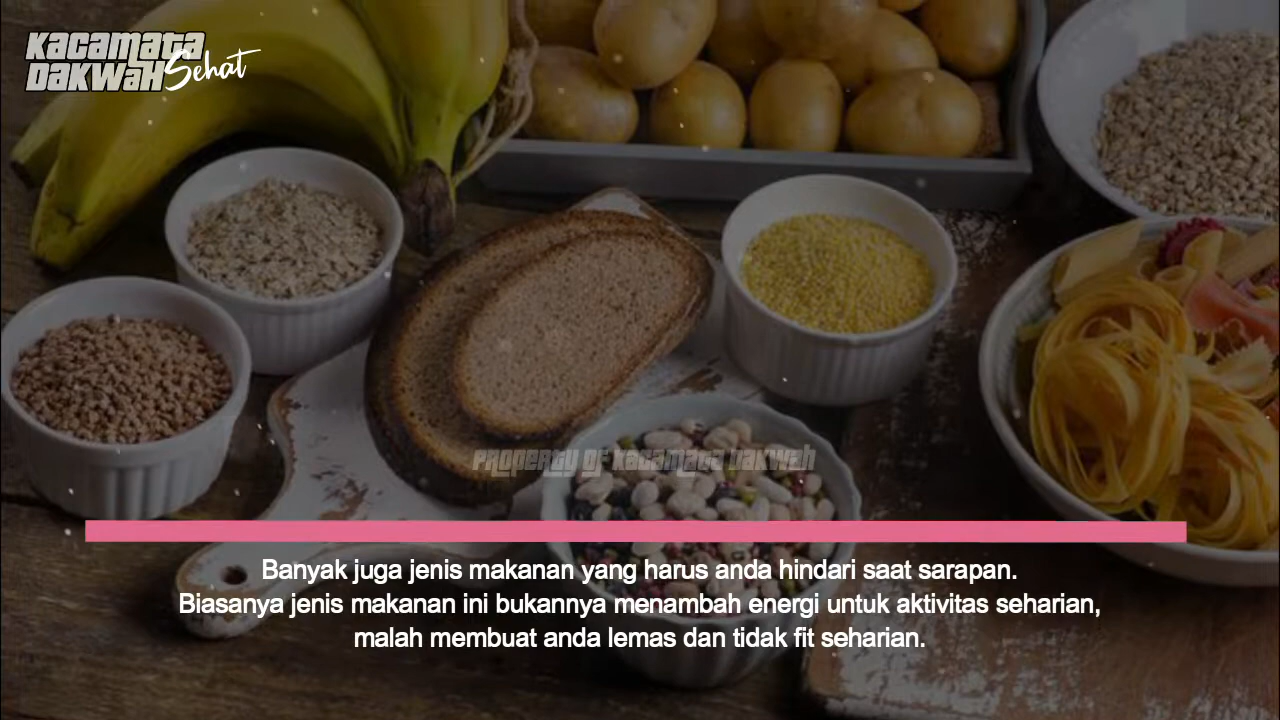 Kacamata
Dakwah Sehat
Property of Kacamata Dakwah
Banyak juga jenis makanan yang harus anda hindari saat sarapan.
Biasanya jenis makanan ini bukannya menambah energi untuk aktivitas seharian,
malah membuat anda lemas dan tidak fit seharian.